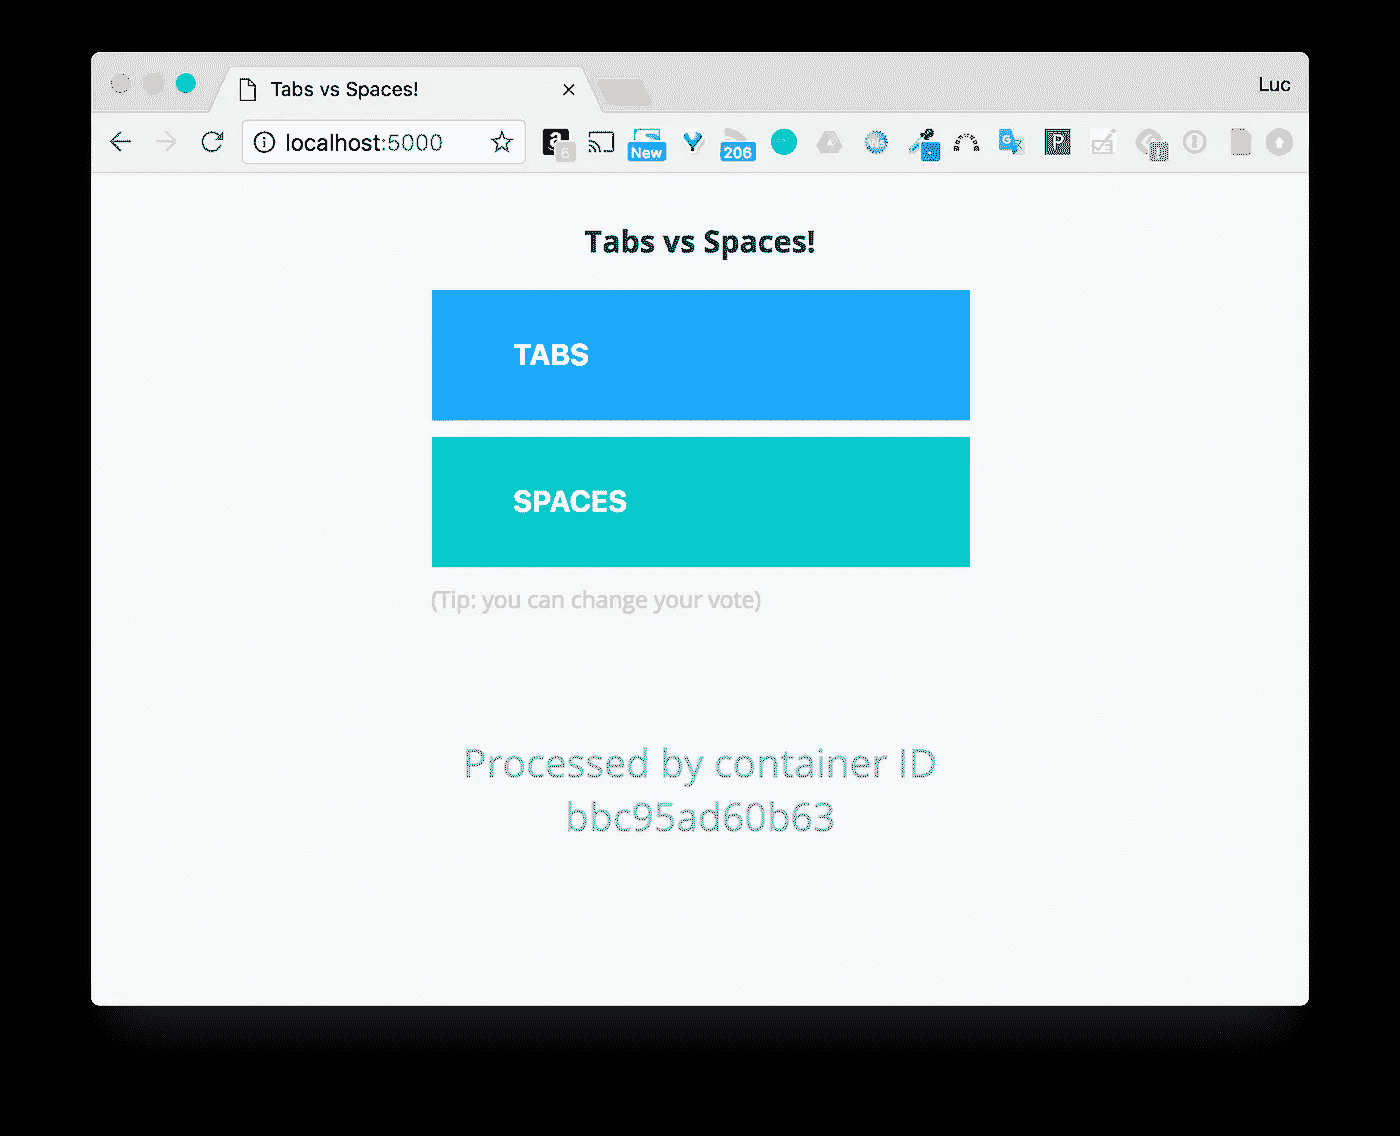 Tabs vs Spaces!
Luc
localhost:5000
a
6
New
206
G
P
Tabs vs Spaces!
TABS
SPACES
(Tip: you can change your vote)
Processed by container ID
bbc95ad60b63